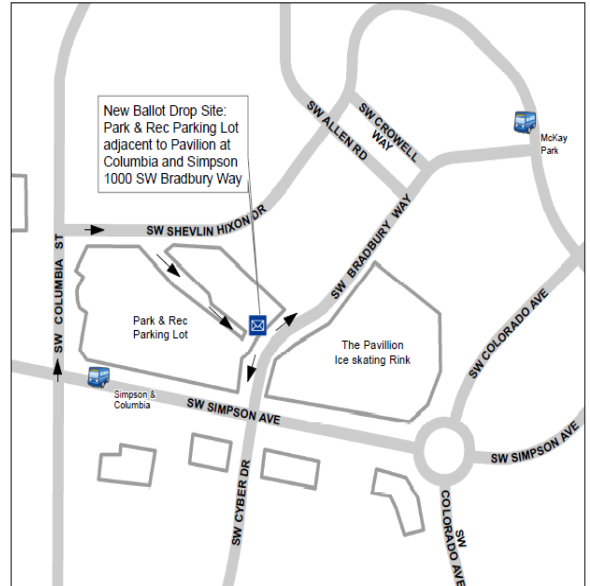 New Ballot Drop Site:
Park & Rec Parking Lot
adjacent to Pavilion at
Columbia and Simpson
1000 SW Bradbury Way
SW ALLEN RD
SW CROWELL
WAY
McKay
Park
SW SHEVLIN HIXON DR
SW BRADBURY WAY
SW COLUMBIA ST
Park & Rec
Parking Lot
The Pavillion
Ice skating Rink
SW COLORADO AVE
Simpson &
Columbia
SW SIMPSON AVE
SW SIMPSON AVE
SW CYBER DR
SW
COLORADO AVE